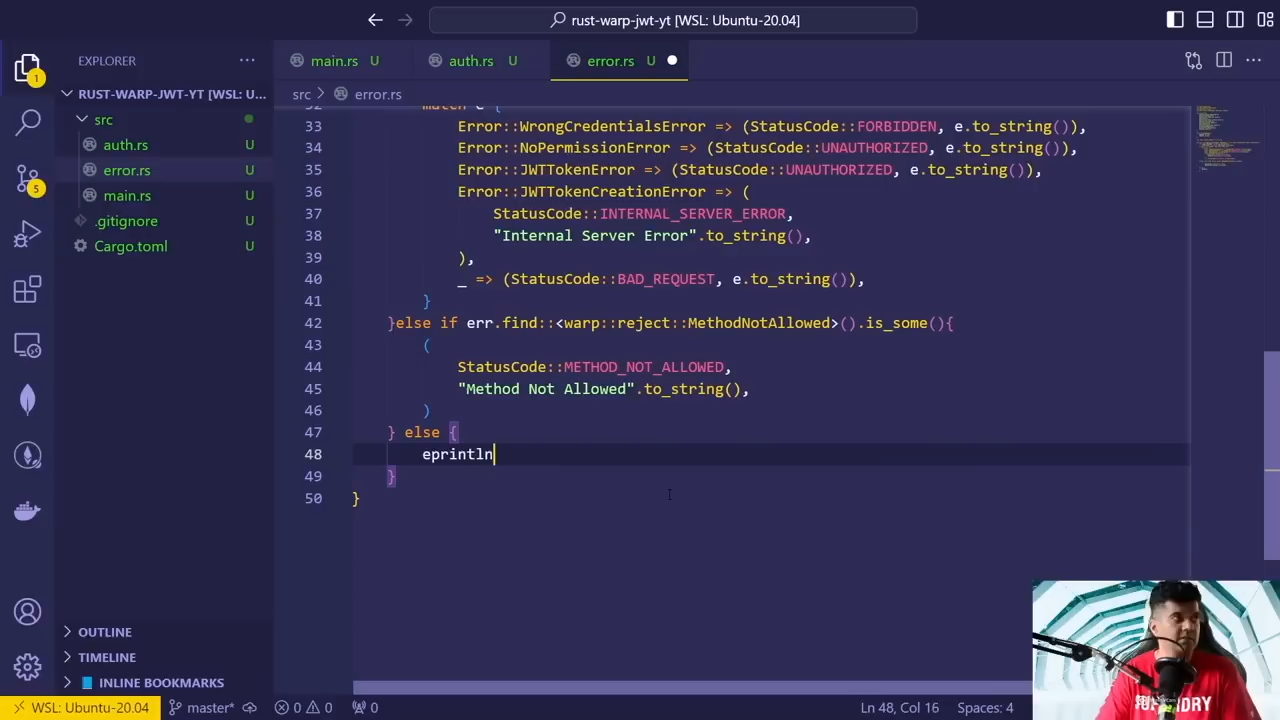 rust-warp-jwt-yt [WSL: Ubuntu-20.04]
EXPLORER
main.rs U
auth.rs U
error.rs U
RUST-WARP-JWT-YT [WSL: U...
src > error.rs
src
auth.rs U
error.rs U
main.rs U
.gitignore U
Cargo.toml U
1
5
33 Error::WrongCredentialsError => (StatusCode::FORBIDDEN, e.to_string()),
34 Error::NoPermissionError => (StatusCode::UNAUTHORIZED, e.to_string()),
35 Error::JWTTokenError => (StatusCode::UNAUTHORIZED, e.to_string()),
36 Error::JWTTokenCreationError => (
37 StatusCode::INTERNAL_SERVER_ERROR,
38 "Internal Server Error".to_string(),
39 ),
40 _ => (StatusCode::BAD_REQUEST, e.to_string()),
41 }
42 }else if err.find::<warp::reject::MethodNotAllowed>().is_some(){
43 (
44 StatusCode::METHOD_NOT_ALLOWED,
45 "Method Not Allowed".to_string(),
46 )
47 } else {
48 eprintln
49 }
50 }
OUTLINE
TIMELINE
INLINE BOOKMARKS
WSL: Ubuntu-20.04
master*
0
0
0
Ln 48, Col 16
Spaces: 4